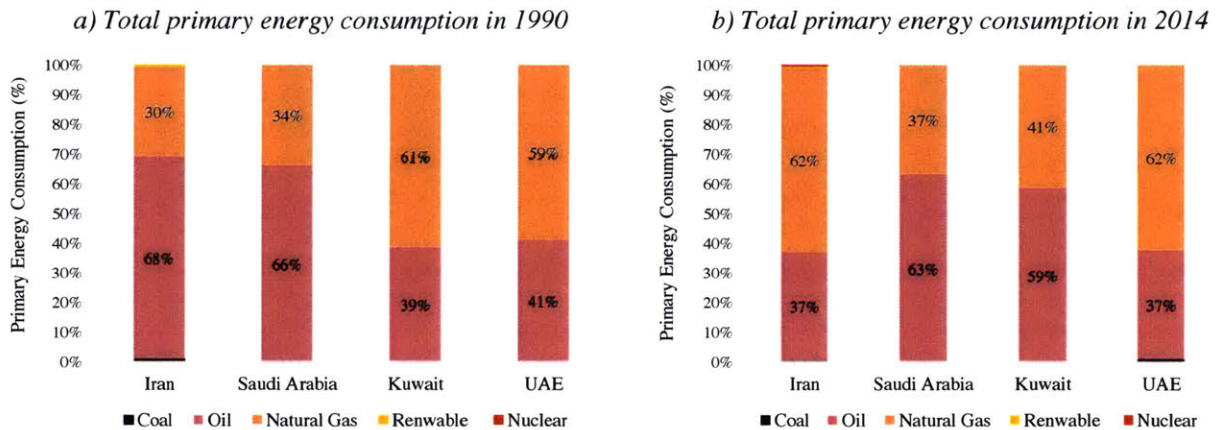 a) Total primary energy consumption in 1990
Primary Energy Consumption (%)
100%
90%
80%
70%
60%
50%
40%
30%
20%
10%
0%
30%
68%
34%
66%
61%
39%
59%
41%
Iran
Saudi Arabia
Kuwait
UAE
Coal
Oil
Natural Gas
Renwable
Nuclear
b) Total primary energy consumption in 2014
Primary Energy Consumption (%)
100%
90%
80%
70%
60%
50%
40%
30%
20%
10%
0%
62%
37%
37%
63%
41%
59%
62%
37%
Iran
Saudi Arabia
Kuwait
UAE
Coal
Oil
Natural Gas
Renwable
Nuclear